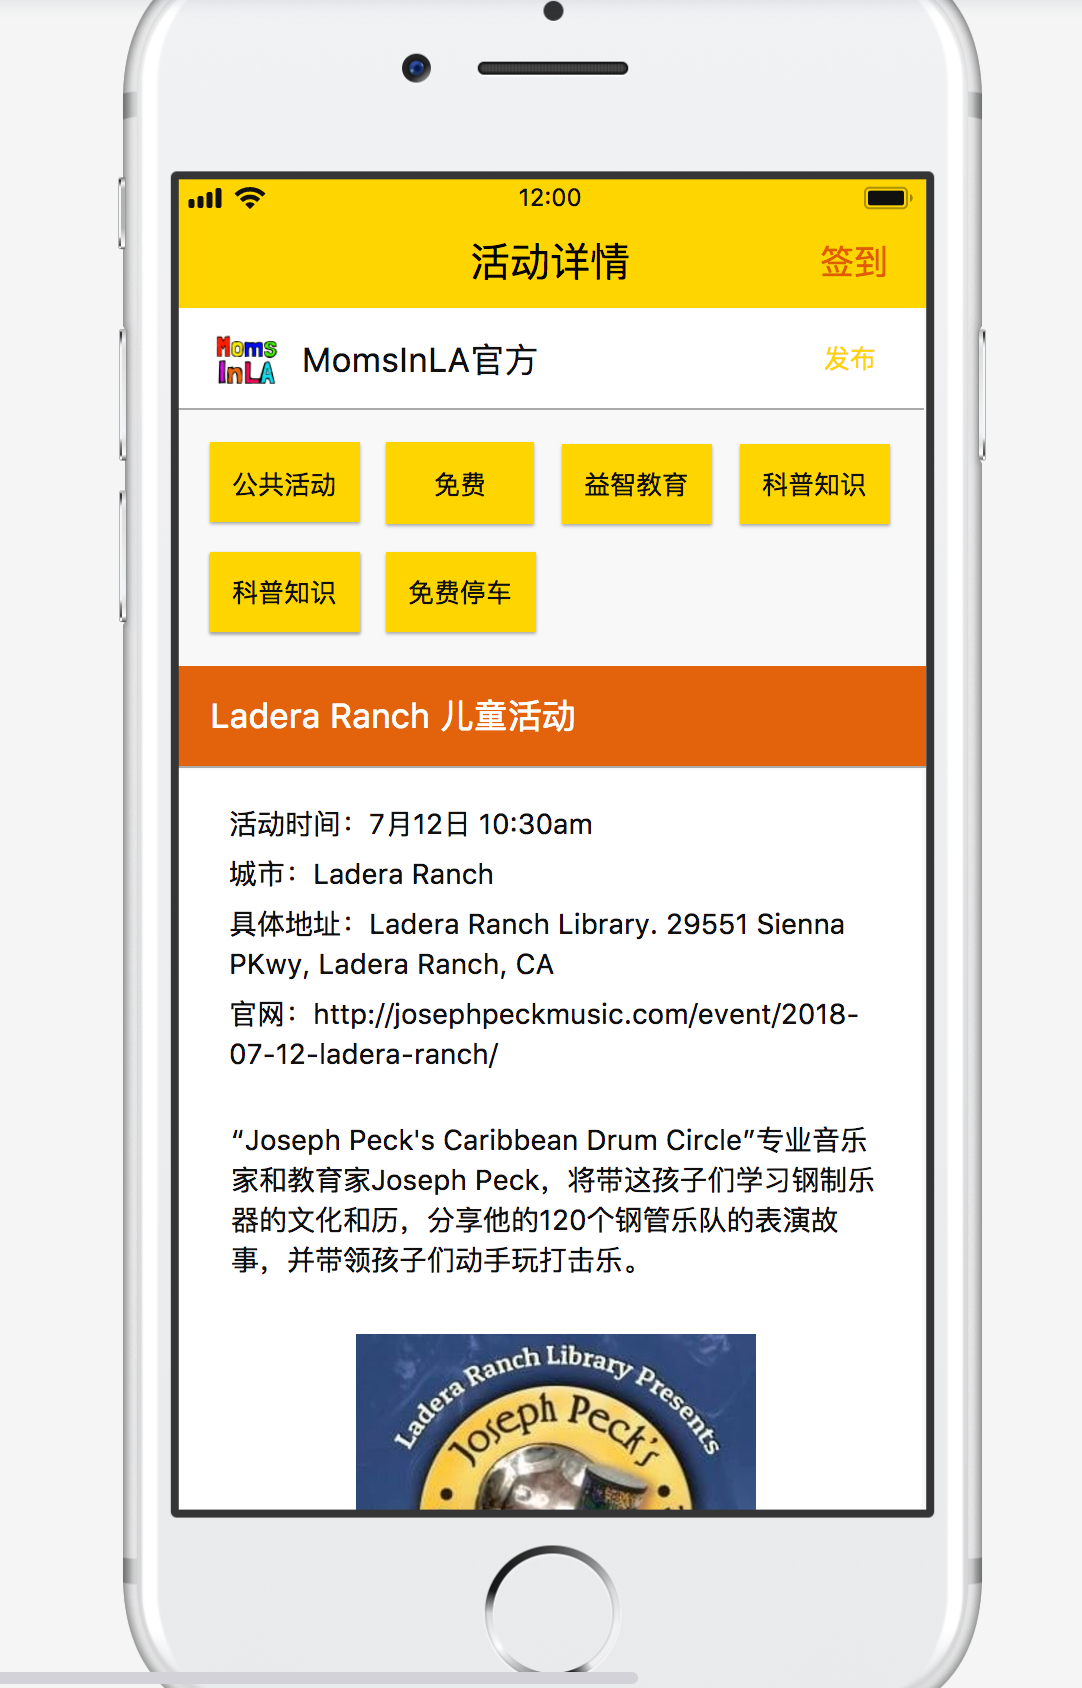 12:00
活动详情
签到
Moms
InLA
MomsInLA官方
发布
公共活动
免费
益智教育
科普知识
科普知识
免费停车
Ladera Ranch 儿童活动
活动时间：7月12日 10:30am
城市：Ladera Ranch
具体地址：Ladera Ranch Library. 29551 Sienna
PKwy, Ladera Ranch, CA
官网：http://josephpeckmusic.com/event/2018-
07-12-ladera-ranch/
“Joseph Peck's Caribbean Drum Circle”专业音乐
家和教育家Joseph Peck，将带这孩子们学习钢制乐
器的文化和历，分享他的120个钢管乐队的表演故
事，并带领孩子们动手玩打击乐。
Ladera Ranch Library Presents
Joseph Peck's